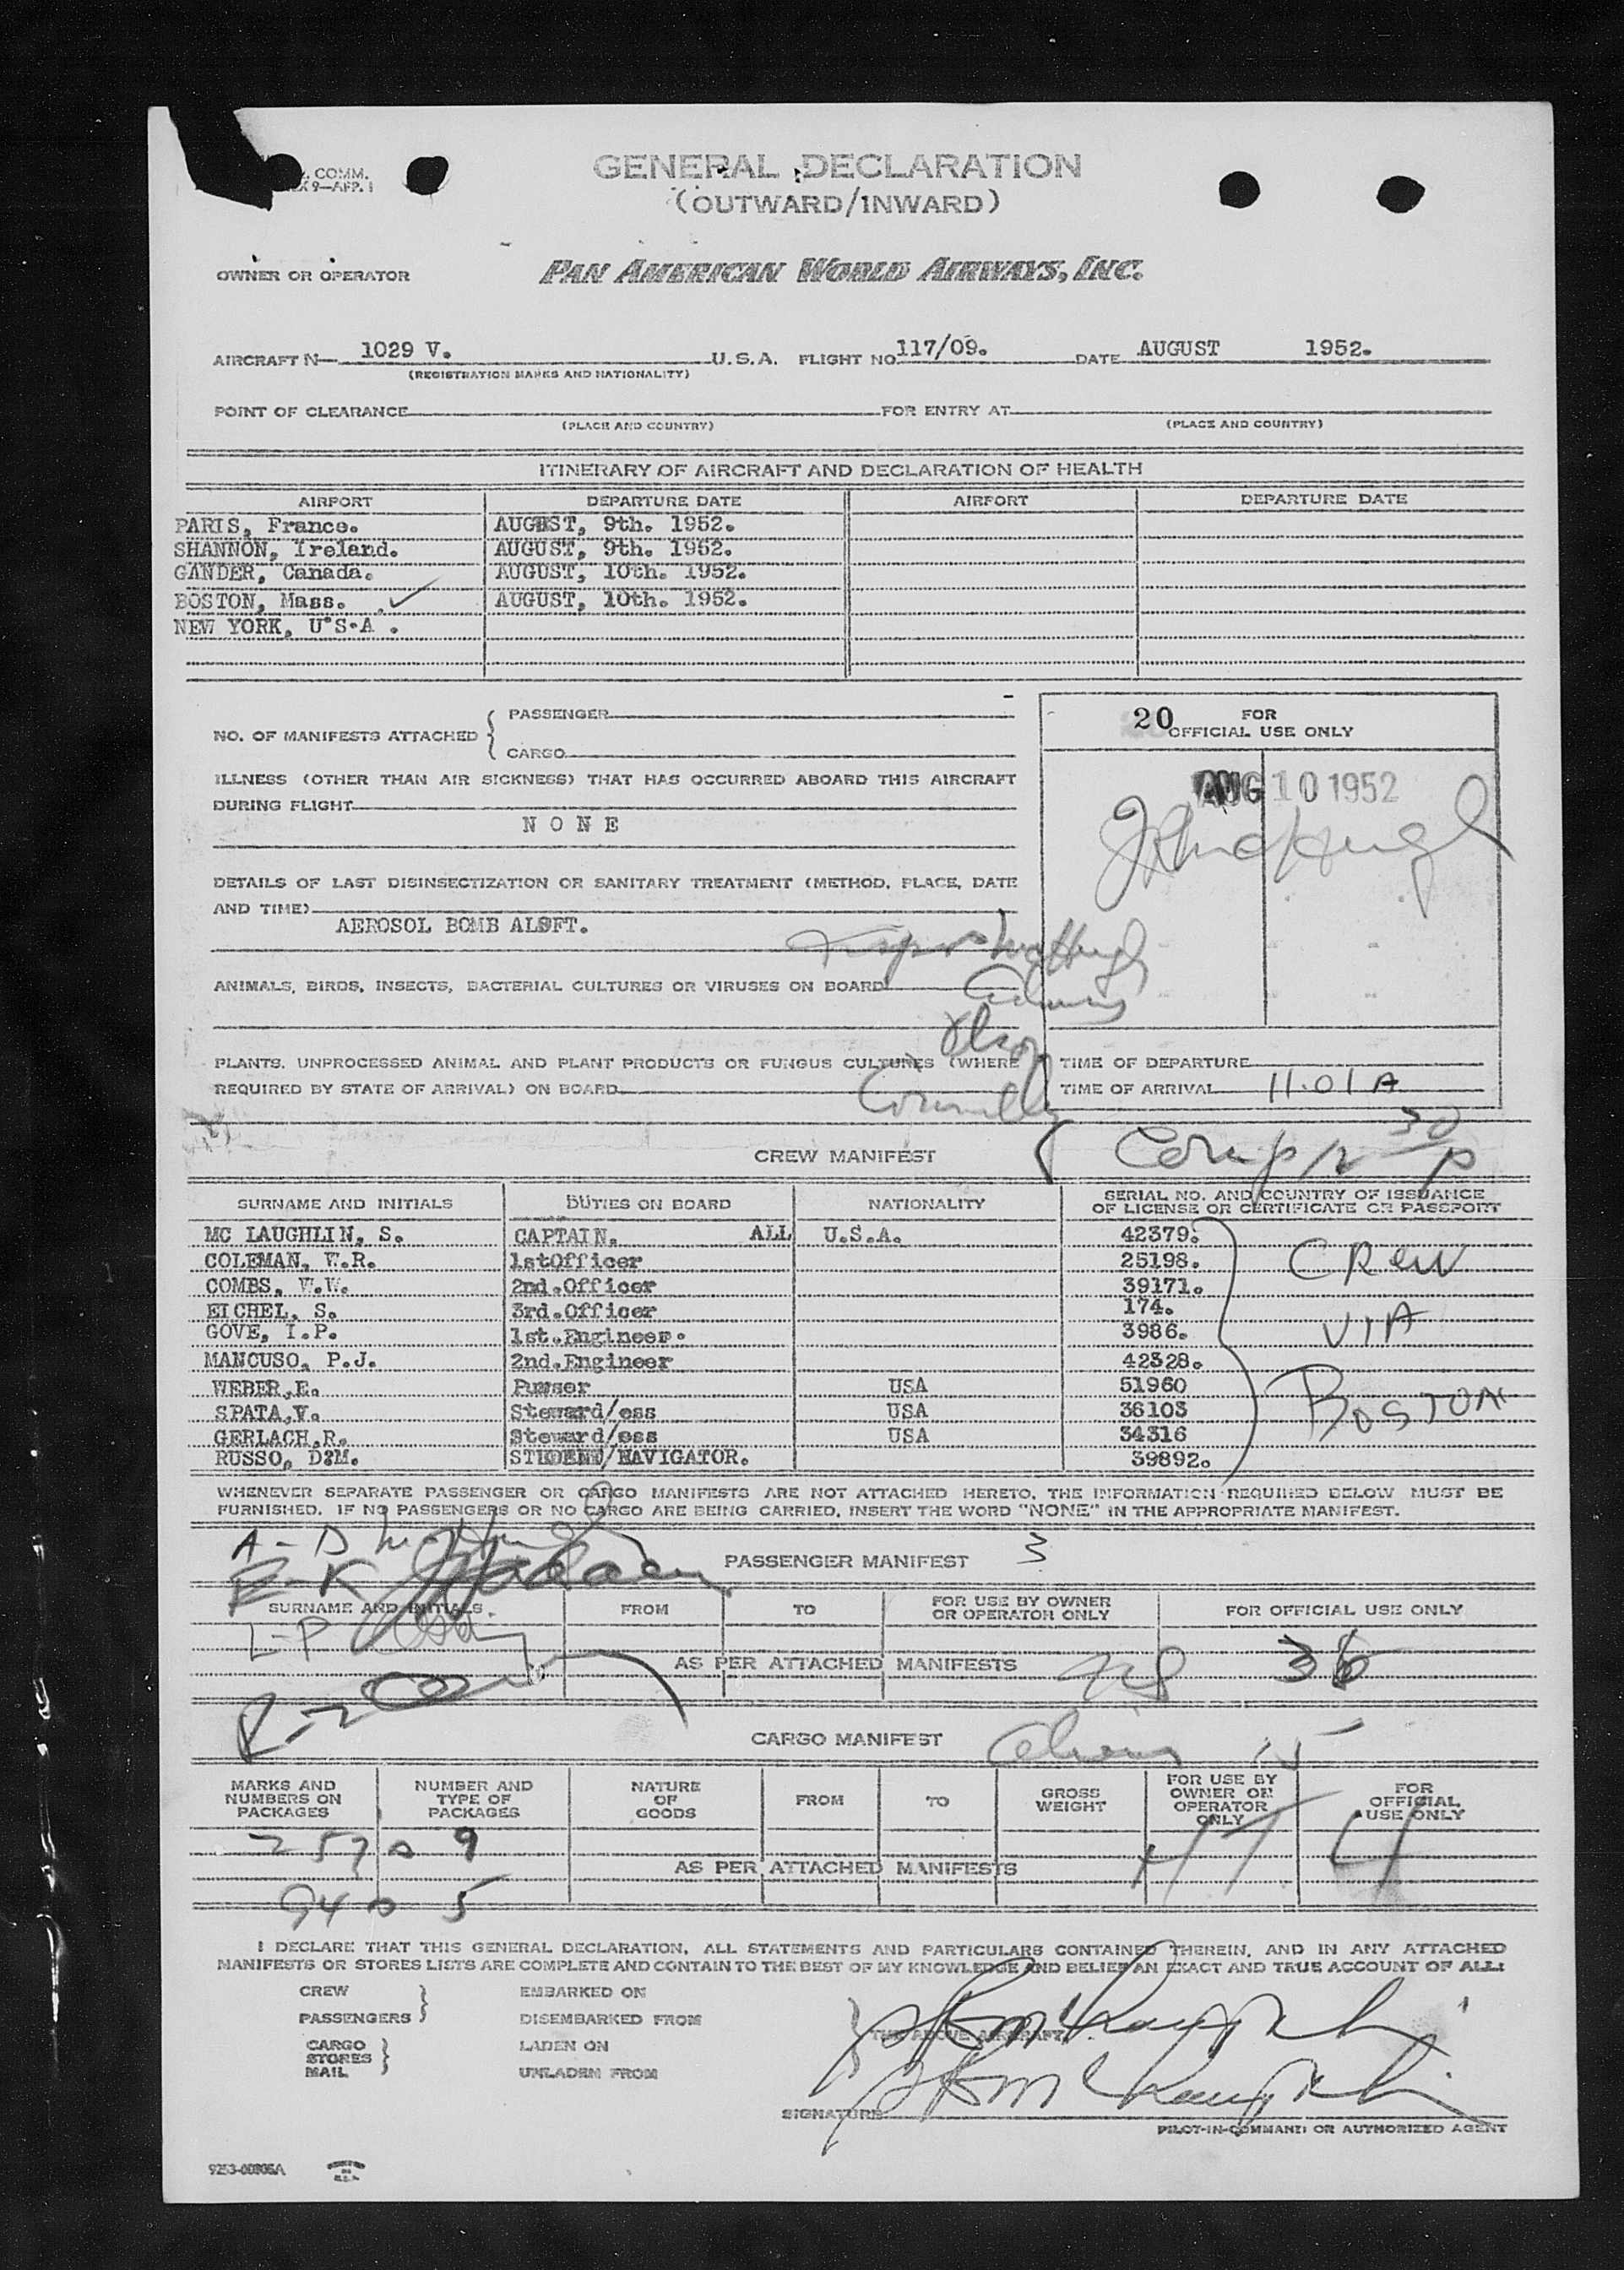 COMM.
9—APP. 1
GENERAL DECLARATION
(OUTWARD/INWARD)
OWNER OR OPERATOR PAN AMERICAN WORLD AIRWAYS, INC.
AIRCRAFT N— 1029 V. U.S.A. FLIGHT NO. 117/09. DATE AUGUST 1952.
(REGISTRATION MARKS AND NATIONALITY)
POINT OF CLEARANCE FOR ENTRY AT
(PLACE AND COUNTRY) (PLACE AND COUNTRY)
ITINERARY OF AIRCRAFT AND DECLARATION OF HEALTH
AIRPORT DEPARTURE DATE AIRPORT DEPARTURE DATE
PARIS, France. AUGUST, 9th. 1952.
SHANNON, Ireland. AUGUST, 9th. 1952.
GANDER, Canada. AUGUST, 10th. 1952.
BOSTON, Mass. AUGUST, 10th. 1952.
NEW YORK, U.S.A.
NO. OF MANIFESTS ATTACHED { PASSENGER
CARGO
20 FOR
OFFICIAL USE ONLY
ILLNESS (OTHER THAN AIR SICKNESS) THAT HAS OCCURRED ABOARD THIS AIRCRAFT
DURING FLIGHT
N O N E
AUG 10 1952
DETAILS OF LAST DISINSECTIZATION OR SANITARY TREATMENT (METHOD, PLACE, DATE
AND TIME)
AEROSOL BOMB ALOFT.
ANIMALS, BIRDS, INSECTS, BACTERIAL CULTURES OR VIRUSES ON BOARD
Olson
PLANTS, UNPROCESSED ANIMAL AND PLANT PRODUCTS OR FUNGUS CULTURES (WHERE
REQUIRED BY STATE OF ARRIVAL) ON BOARD
Connelly
TIME OF DEPARTURE
TIME OF ARRIVAL 11.01 A
CREW MANIFEST
Comp 12 30 P
SURNAME AND INITIALS DUTIES ON BOARD NATIONALITY SERIAL NO. AND COUNTRY OF ISSUANCE
OF LICENSE OR CERTIFICATE OR PASSPORT
MC LAUGHLIN, S. CAPTAIN. ALL U.S.A. 42379.
COLEMAN, W.R. 1stOfficer 25198.
COMBS, W.W. 2nd.Officer 39171.
EICHEL, S. 3rd.Officer 174.
GOVE, I.P. 1st.Engineer. 3986.
MANCUSO, P.J. 2nd.Engineer 42328.
WEBER,E. Purser USA 51960
SPATA,V. Steward/ess USA 36103
GERLACH,R. Steward/ess USA 34316
RUSSO, D.M. STUDENT/NAVIGATOR. 39892.
CREW
VIA
BOSTON
WHENEVER SEPARATE PASSENGER OR CARGO MANIFESTS ARE NOT ATTACHED HERETO, THE INFORMATION REQUIRED BELOW MUST BE
FURNISHED. IF NO PASSENGERS OR NO CARGO ARE BEING CARRIED, INSERT THE WORD "NONE" IN THE APPROPRIATE MANIFEST.
A - D
E - K
PASSENGER MANIFEST 3
SURNAME AND INITIALS. FROM TO FOR USE BY OWNER
OR OPERATOR ONLY FOR OFFICIAL USE ONLY
L - P
AS PER ATTACHED MANIFESTS 36
R - Z
CARGO MANIFEST
Aliens 15
MARKS AND
NUMBERS ON
PACKAGES NUMBER AND
TYPE OF
PACKAGES NATURE
OF
GOODS FROM TO GROSS
WEIGHT FOR USE BY
OWNER OR
OPERATOR
ONLY FOR
OFFICIAL
USE ONLY
9
AS PER ATTACHED MANIFESTS
5
I DECLARE THAT THIS GENERAL DECLARATION, ALL STATEMENTS AND PARTICULARS CONTAINED THEREIN, AND IN ANY ATTACHED
MANIFESTS OR STORES LISTS ARE COMPLETE AND CONTAIN TO THE BEST OF MY KNOWLEDGE AND BELIEF AN EXACT AND TRUE ACCOUNT OF ALL:
CREW EMBARKED ON
PASSENGERS DISEMBARKED FROM
THE ABOVE AIRCRAFT.
CARGO LADEN ON
STORES
MAIL UNLADEN FROM
SIGNATURE
PILOT-IN-COMMAND OR AUTHORIZED AGENT